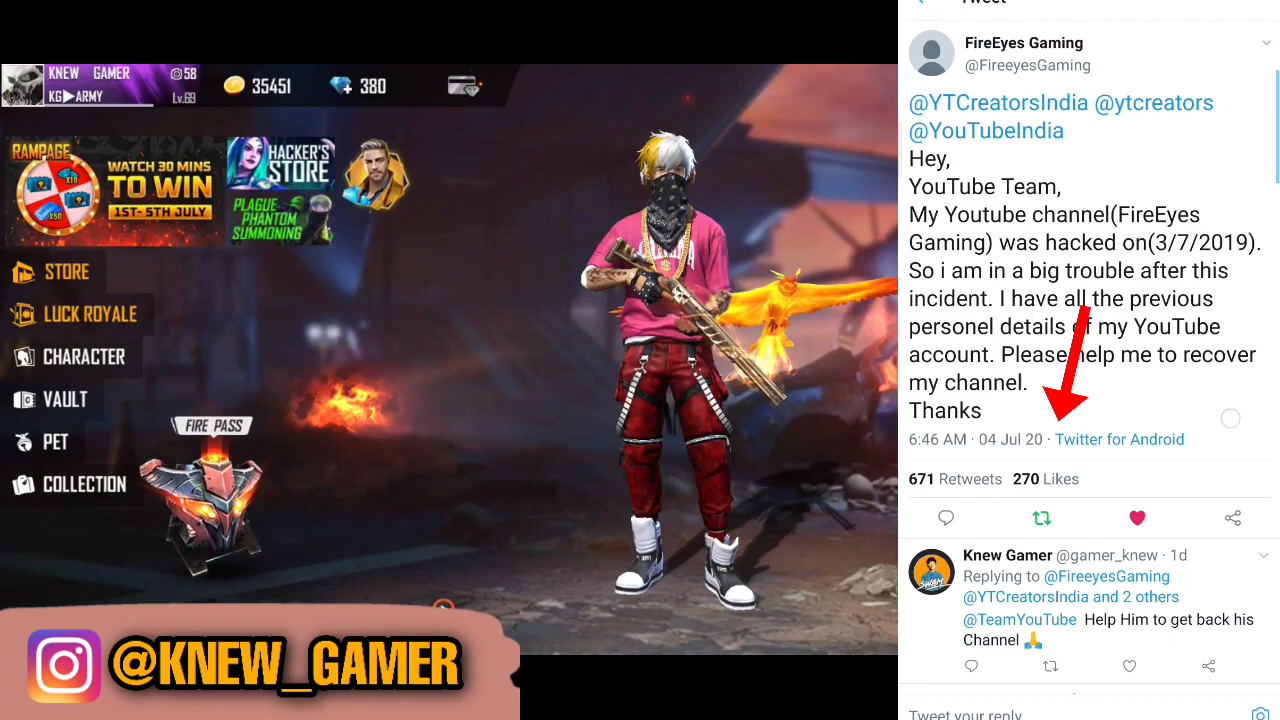 KNEW GAMER
58
KG▶ARMY
Lv.69
35451
380
RAMPAGE
WATCH 30 MINS
TO WIN
1ST- 5TH JULY
X10
X50
HACKER'S
STORE
PLAGUE
PHANTOM
SUMMONING
STORE
LUCK ROYALE
CHARACTER
VAULT
PET
COLLECTION
FIRE PASS
@KNEW_GAMER
Tweet
FireEyes Gaming
@FireeyesGaming
@YTCreatorsIndia @ytcreators
@YouTubeIndia
Hey,
YouTube Team,
My Youtube channel(FireEyes
Gaming) was hacked on(3/7/2019).
So i am in a big trouble after this
incident. I have all the previous
personel details of my YouTube
account. Please help me to recover
my channel.
Thanks
6:46 AM · 04 Jul 20 · Twitter for Android
671 Retweets 270 Likes
Knew Gamer @gamer_knew · 1d
Replying to @FireeyesGaming
@YTCreatorsIndia and 2 others
@TeamYouTube Help Him to get back his
Channel 🙏
SWAM
Tweet your reply